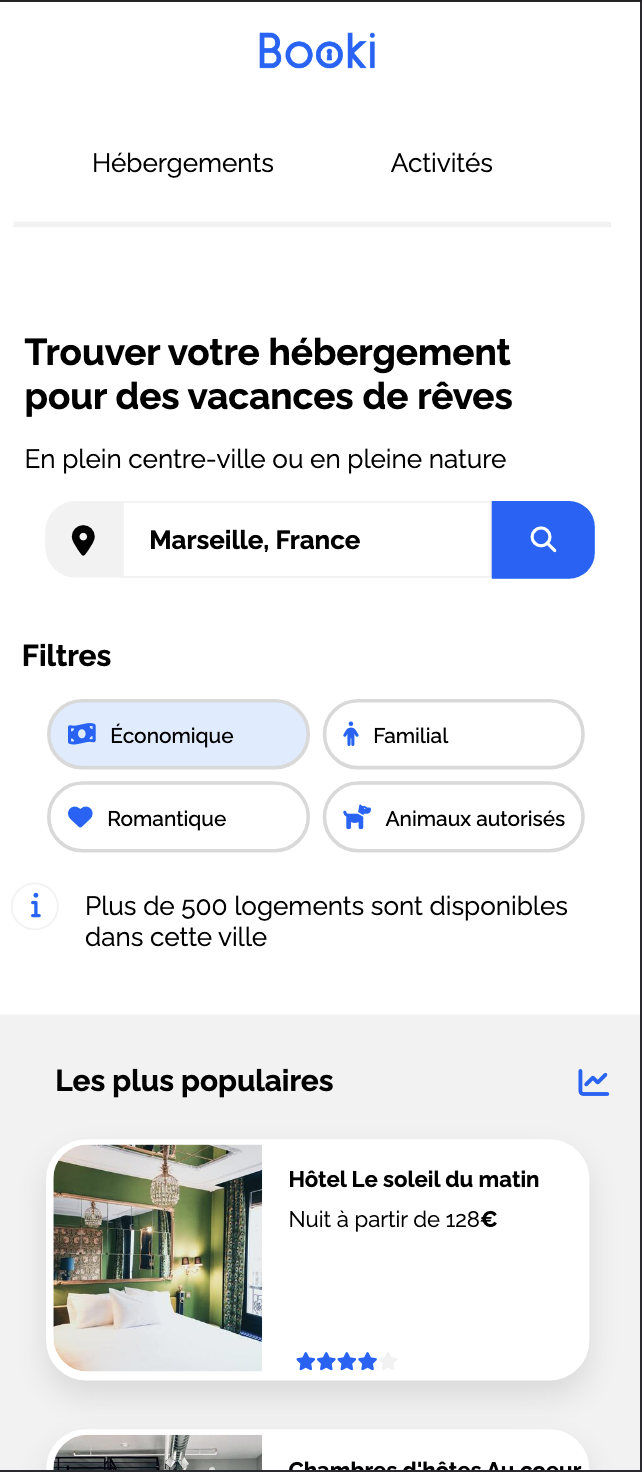 Booki
Hébergements Activités
Trouver votre hébergement
pour des vacances de rêves
En plein centre-ville ou en pleine nature
Marseille, France
Filtres
Économique Familial
Romantique Animaux autorisés
Plus de 500 logements sont disponibles
dans cette ville
Les plus populaires
Hôtel Le soleil du matin
Nuit à partir de 128€
Chambres d'hôtes Au coeur